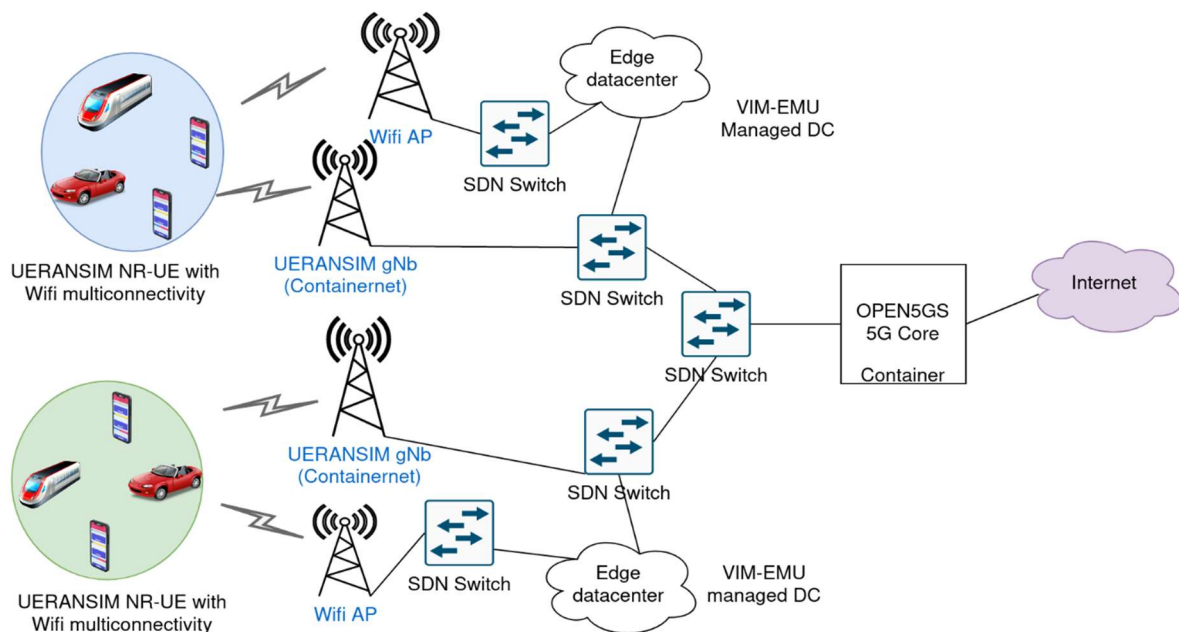 Edge
datacenter
VIM-EMU
Managed DC
Wifi AP
SDN Switch
UERANSIM NR-UE with
Wifi multiconnectivity
UERANSIM gNb
(Containernet)
SDN Switch
Internet
OPEN5GS
5G Core
Container
SDN Switch
UERANSIM gNb
(Containernet)
SDN Switch
SDN Switch
Edge
datacenter
VIM-EMU
managed DC
Wifi AP
UERANSIM NR-UE with
Wifi multiconnectivity